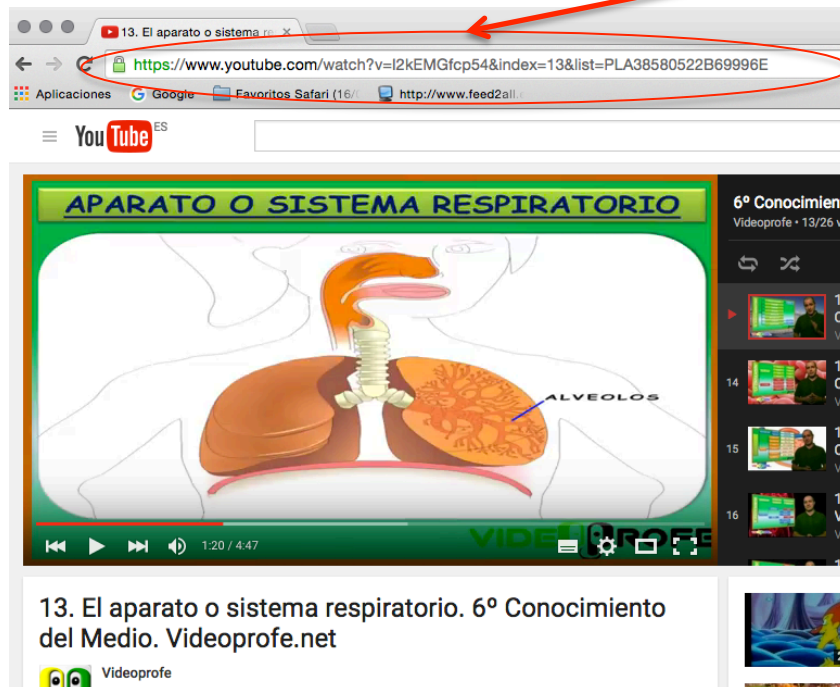 13. El aparato o sistema re
https://www.youtube.com/watch?v=I2kEMGfcp54&index=13&list=PLA38580522B69996E
Aplicaciones Google Favoritos Safari (16/ http://www.feed2all.
YouTube ES
APARATO O SISTEMA RESPIRATORIO
ALVEOLOS
1:20 / 4:47
VIDEOPROFE
6º Conocimien
Videoprofe • 13/26 v
14
15
16
13. El aparato o sistema respiratorio. 6º Conocimiento
del Medio. Videoprofe.net
Videoprofe